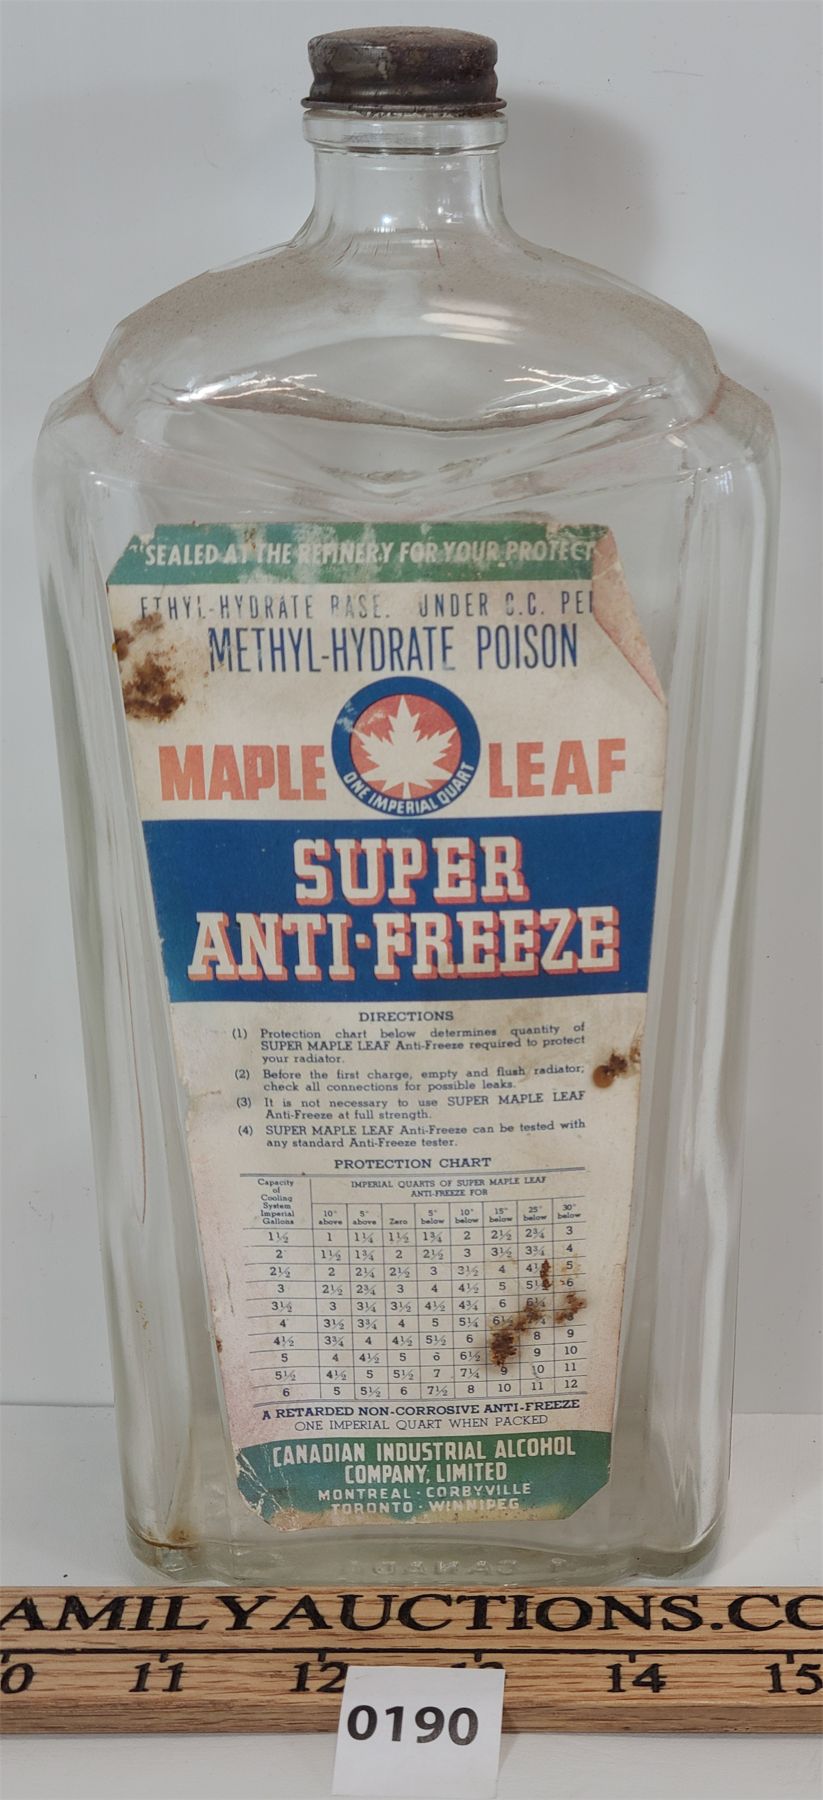 "SEALED AT THE REFINERY FOR YOUR PROTECT
ETHYL-HYDRATE BASE. UNDER C.C. PE
METHYL-HYDRATE POISON
MAPLE LEAF
ONE IMPERIAL QUART
SUPER
ANTI-FREEZE
DIRECTIONS
(1) Protection chart below determines quantity of
SUPER MAPLE LEAF Anti-Freeze required to protect
your radiator.
(2) Before the first charge, empty and flush radiator;
check all connections for possible leaks.
(3) It is not necessary to use SUPER MAPLE LEAF
Anti-Freeze at full strength.
(4) SUPER MAPLE LEAF Anti-Freeze can be tested with
any standard Anti-Freeze tester.
PROTECTION CHART
Capacity of Cooling System Imperial Gallons
IMPERIAL QUARTS OF SUPER MAPLE LEAF
ANTI-FREEZE FOR
10° above 5° above Zero 5° below 10° below 15° below 25° below 30° below
1½ 1 1¼ 1½ 1¾ 2 2½ 2¾ 3
2 1½ 1¾ 2 2½ 3 3½ 3¾ 4
2½ 2 2¼ 2½ 3 3½ 4 5
3 2½ 2¾ 3 4 4½ 5 6
3½ 3 3¼ 3½ 4½ 4¾ 6
4 3½ 3¾ 4 5 5¼
4½ 3¾ 4 4½ 5½ 6 8 9
5 4 4½ 5 6 6½ 9 10
5½ 4½ 5 5½ 7 7¼ 9 10 11
6 5 5½ 6 7½ 8 10 11 12
A RETARDED NON-CORROSIVE ANTI-FREEZE
ONE IMPERIAL QUART WHEN PACKED
CANADIAN INDUSTRIAL ALCOHOL
COMPANY, LIMITED
MONTREAL · CORBYVILLE
TORONTO · WINNIPEG
AMILYAUCTIONS.CO
0 11 12 13 14 15
0190